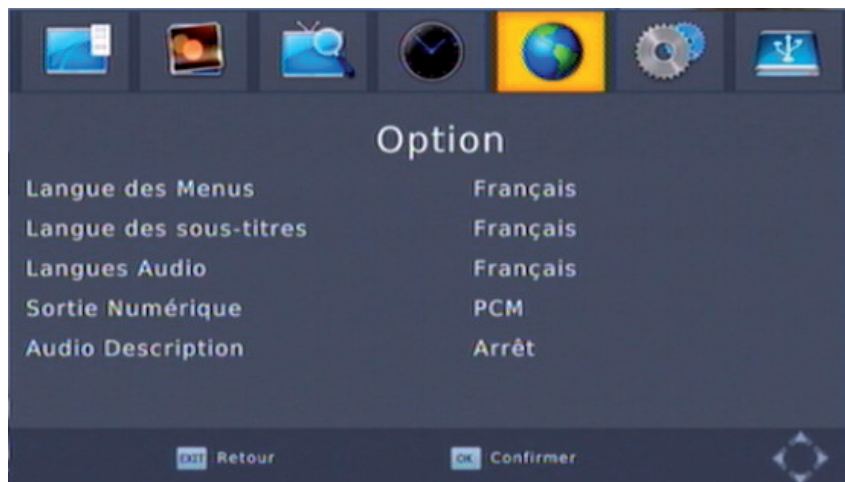 Option
Langue des Menus Français
Langue des sous-titres Français
Langues Audio Français
Sortie Numérique PCM
Audio Description Arrêt
EXIT Retour OK Confirmer